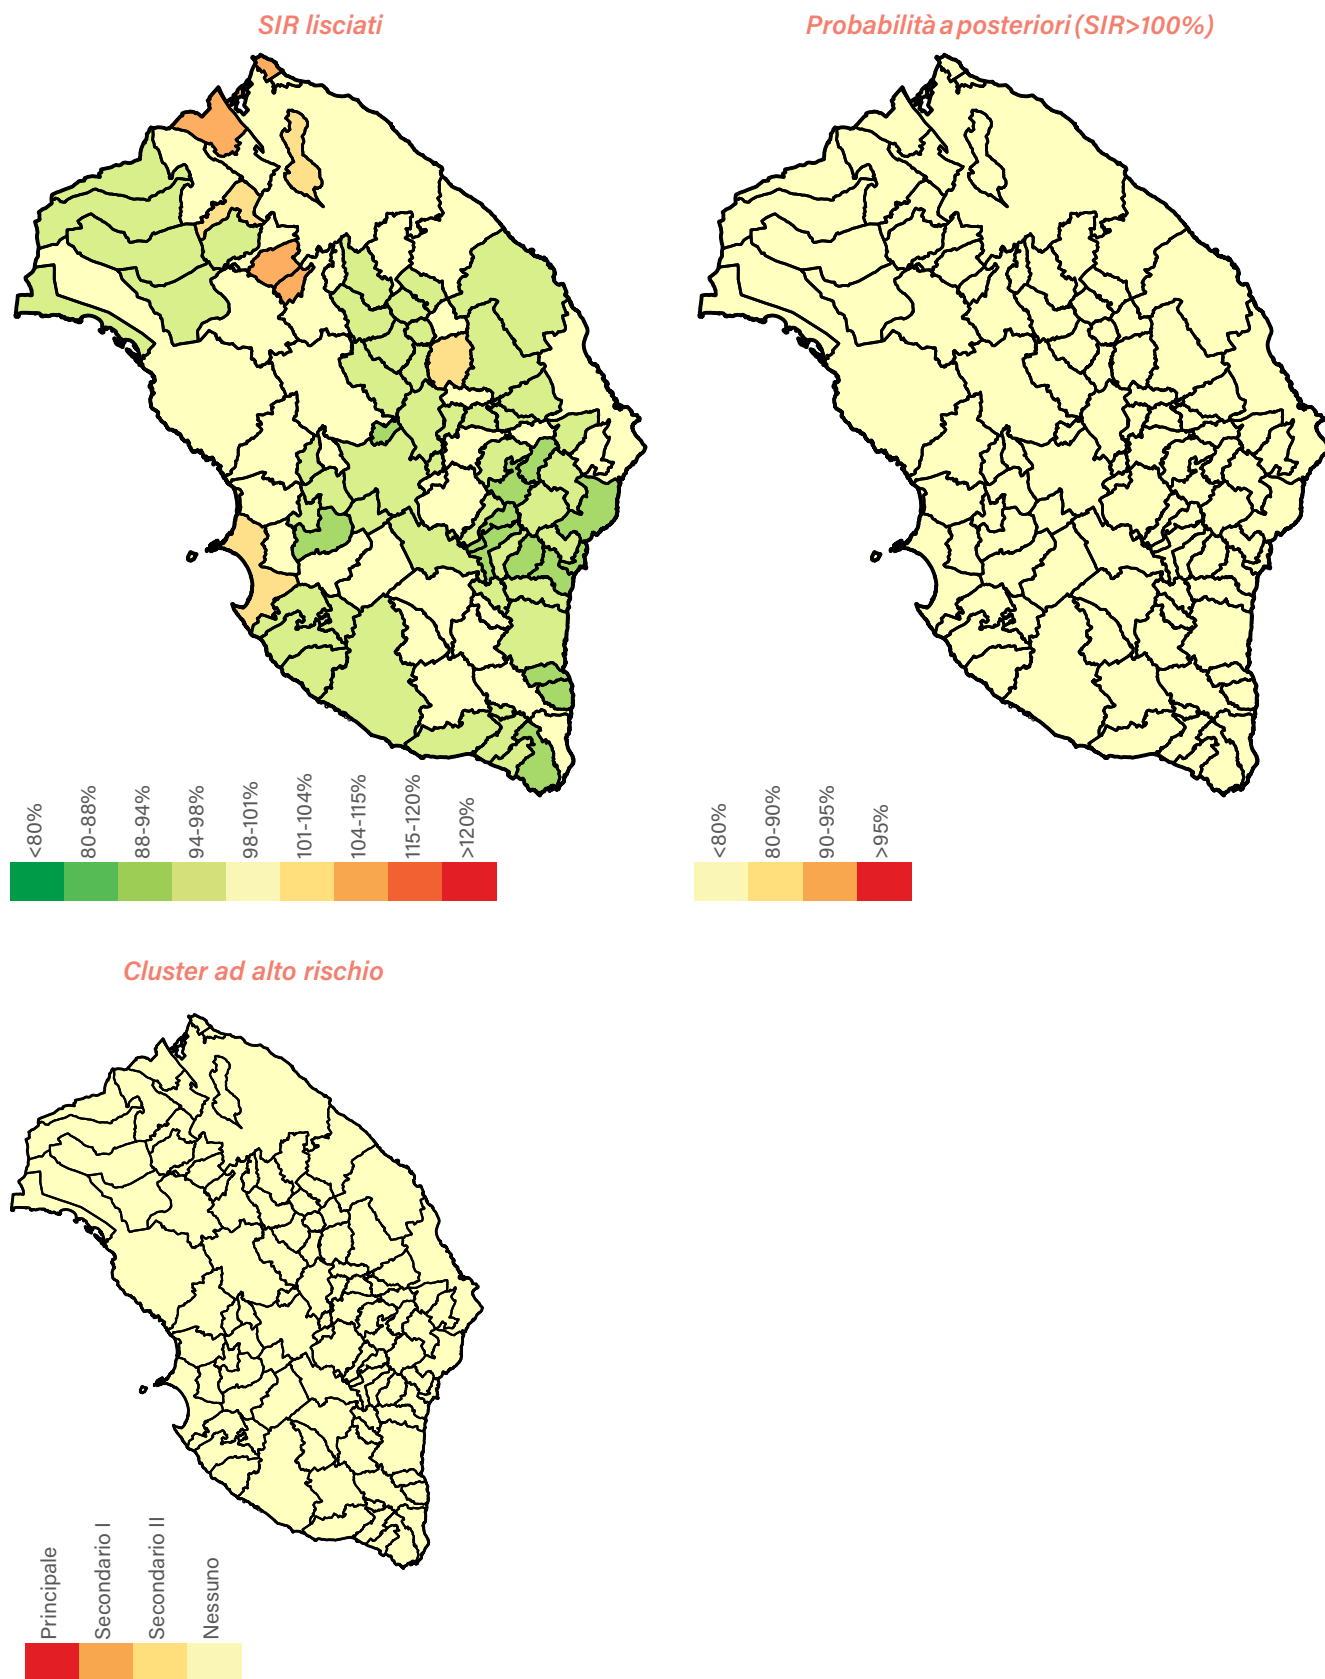 SIR lisciati
Probabilità a posteriori (SIR>100%)
<80%
80-88%
88-94%
94-98%
98-101%
101-104%
104-115%
115-120%
>120%
<80%
80-90%
90-95%
>95%
Cluster ad alto rischio
Principale
Secondario I
Secondario II
Nessuno